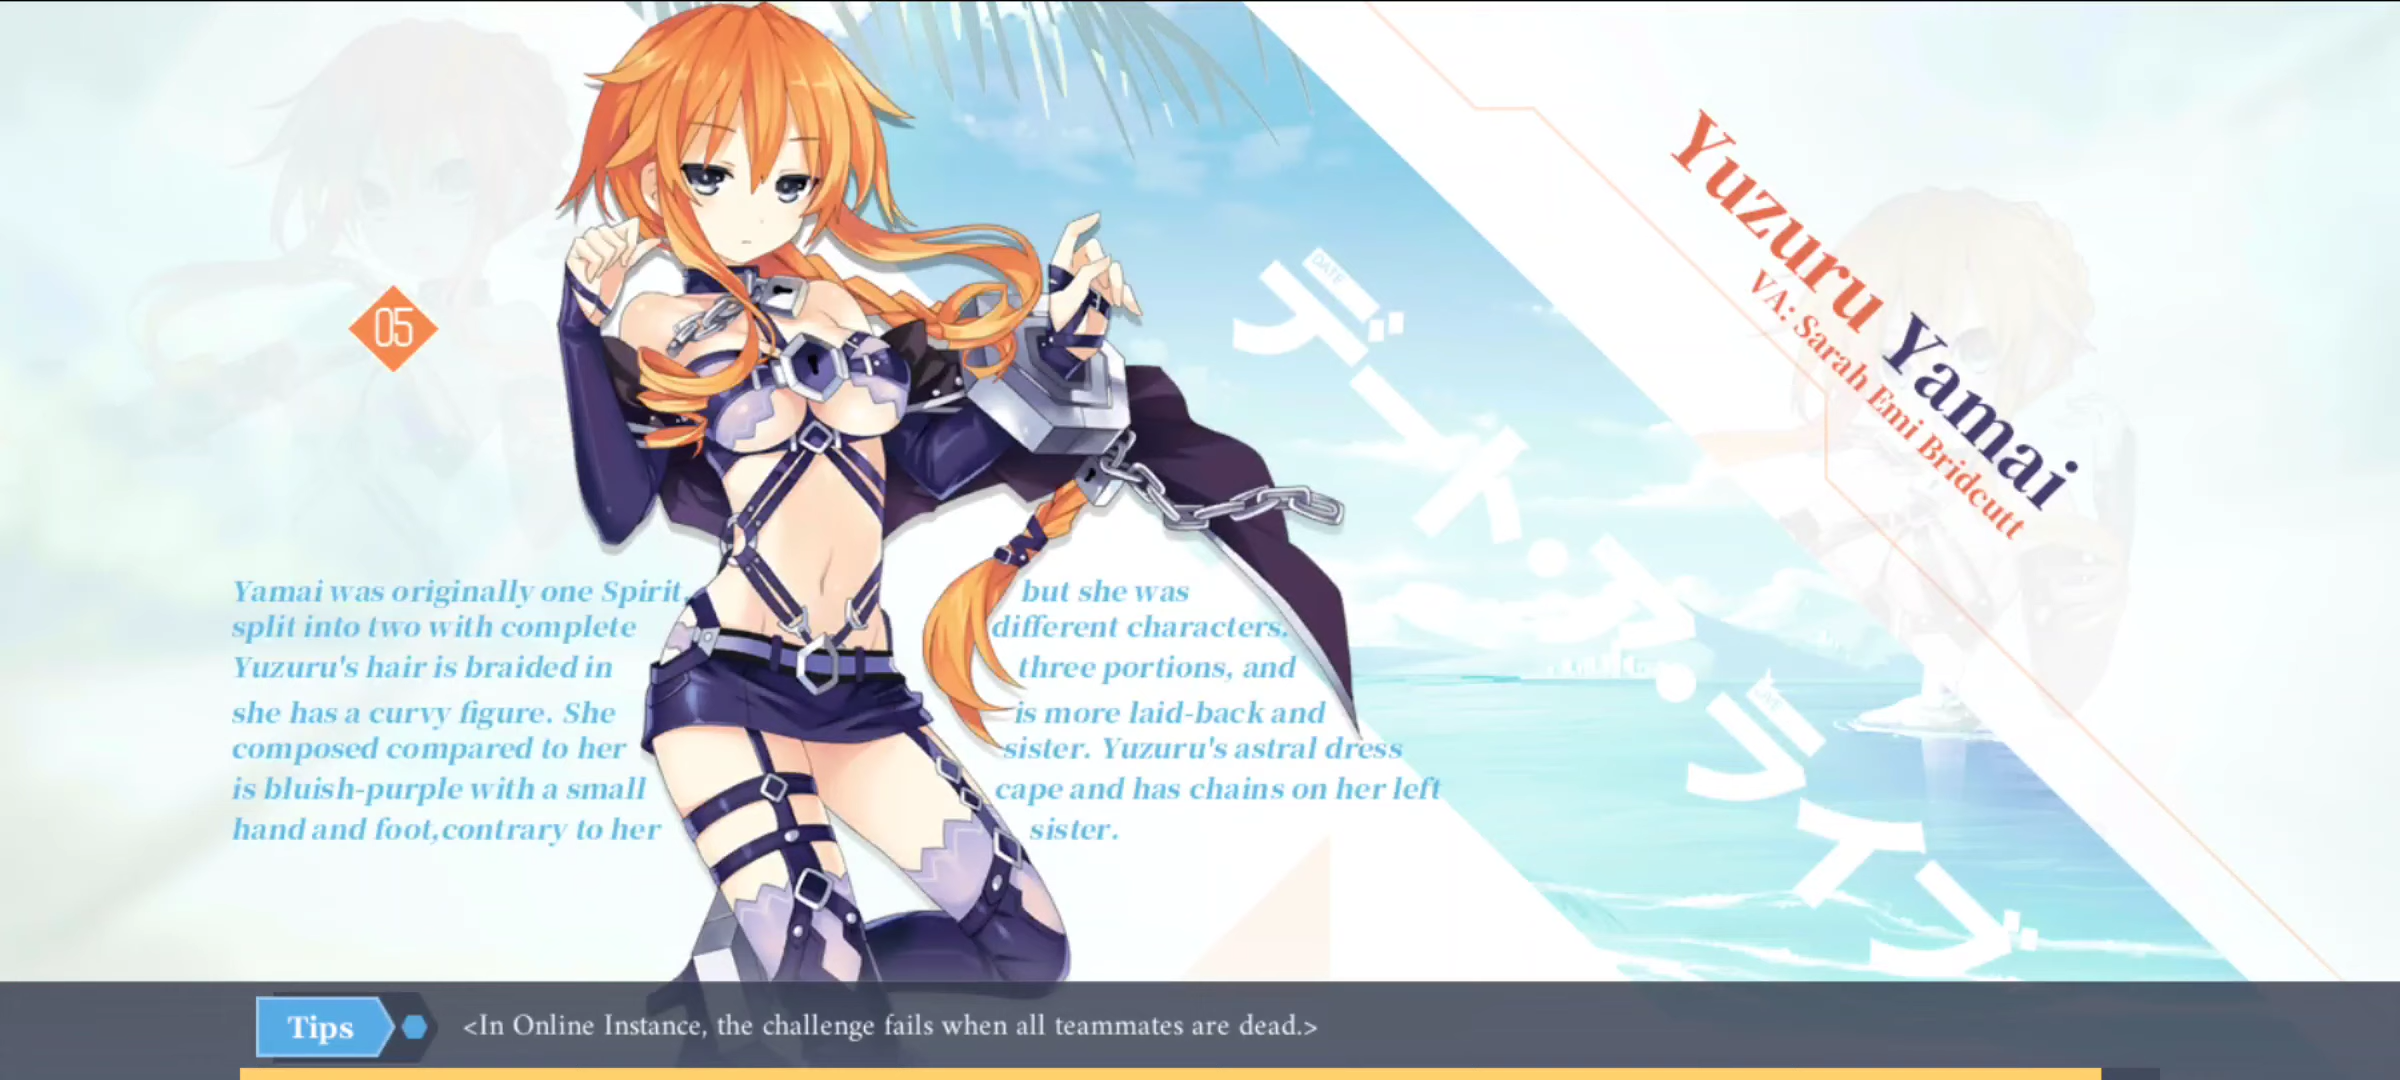 05
Yuzuru Yamai
VA: Sarah Emi Bridcutt
デート・ア・ライブ
DATE
Yamai was originally one Spirit, but she was
split into two with complete different characters.
Yuzuru's hair is braided in three portions, and
she has a curvy figure. She is more laid-back and
composed compared to her sister. Yuzuru's astral dress
is bluish-purple with a small cape and has chains on her left
hand and foot,contrary to her sister.
Tips
<In Online Instance, the challenge fails when all teammates are dead.>